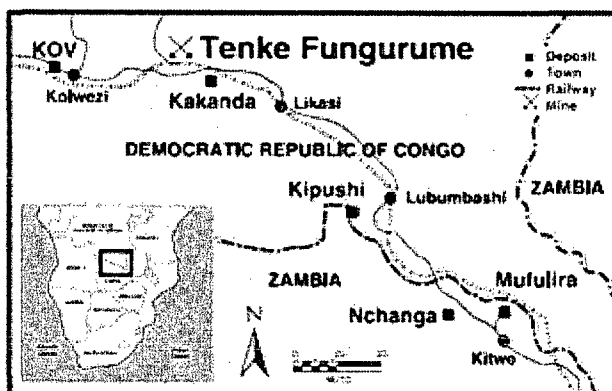 KOV
Kolwezi
Tenke Fungurume
Kakanda
Likasi
Deposit
Town
Railway
Mine
DEMOCRATIC REPUBLIC OF CONGO
ZAMBIA
Kipushi
Lubumbashi
ZAMBIA
Mufulira
N
Nchanga
Kitwe